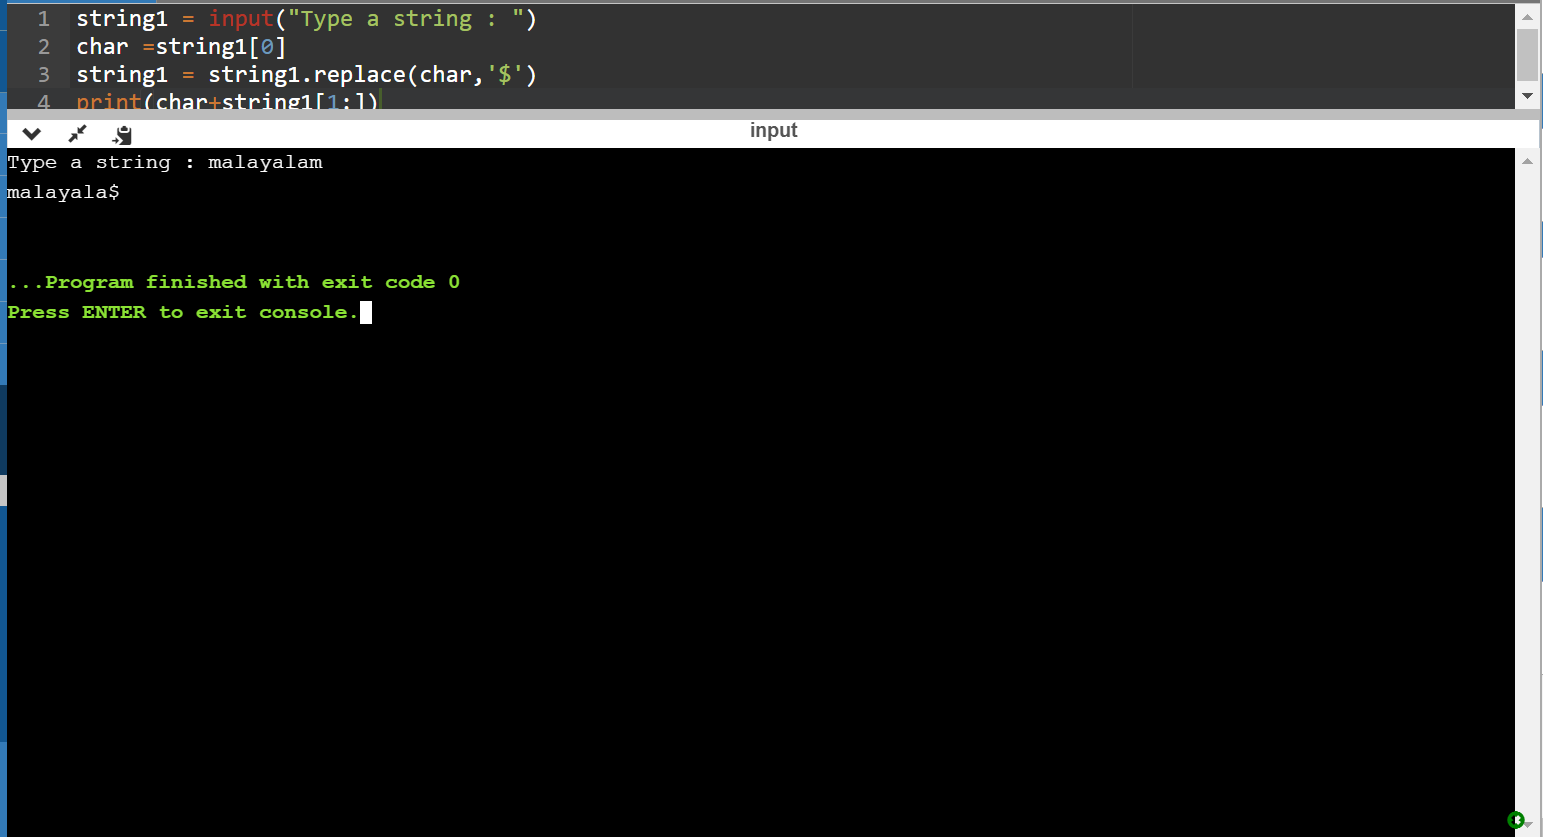 1 string1 = input("Type a string : ")
2 char =string1[0]
3 string1 = string1.replace(char,'$')
4 print(char+string1[1:])
input
Type a string : malayalam
malayala$
...Program finished with exit code 0
Press ENTER to exit console.